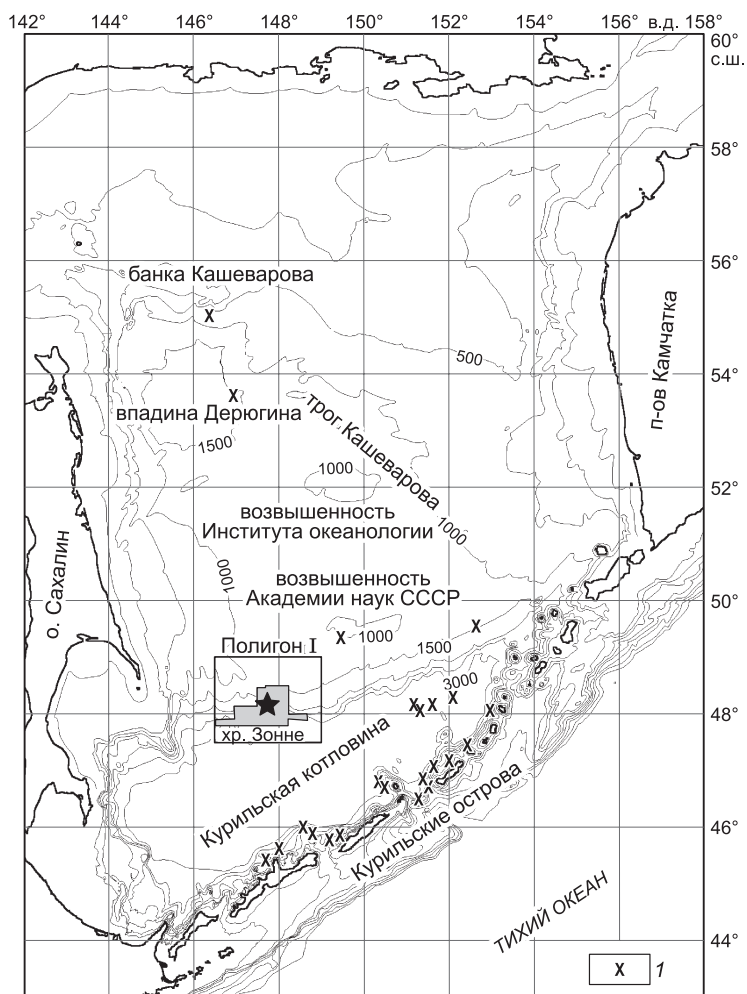 142 144 146 148 150 152 154 156° в.д. 158°
60°
с.ш.
58°
банка Кашеварова
56°
X
500
п-ов Камчатка
54°
X
впадина Дерюгина
трог Кашеварова
1500
1000
52°
возвышенность
Института океанологии
1000
1000
о. Сахалин
возвышенность
Академии наук СССР
50°
X
X 1000
1500
Полигон I
3000
хр. Зонне
48°
Курильская котловина
Курильские острова
46°
ТИХИЙ ОКЕАН
44°
X 1